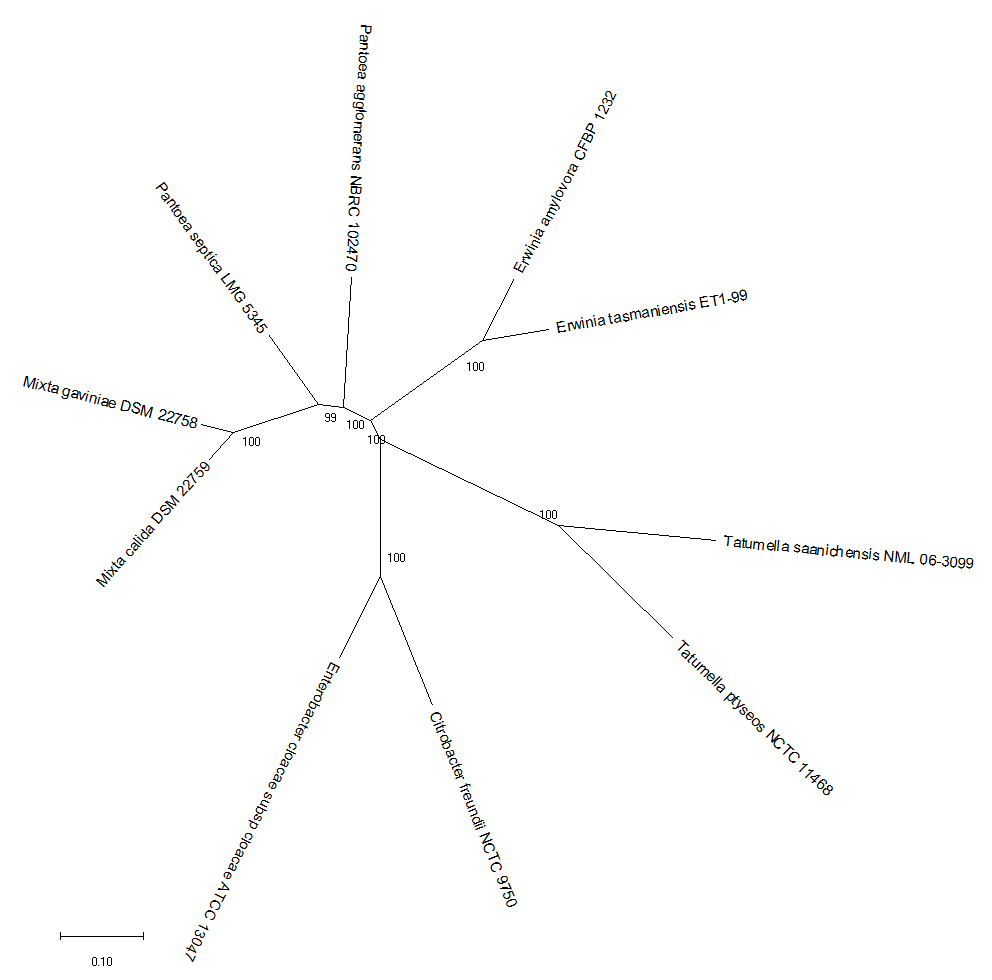 Pantoea agglomerans NBRC 102470
Erwinia amylovora CFBP 1232
Pantoea septica LMG 5345
Erwinia tasmaniensis ET1-99
100
Mixta gaviniae DSM 22758
99
100
100
100
Mixta calida DSM 22759
100
Tatumella saanichensis NML 06-3099
100
Tatumella ptyseos NCTC 11468
Enterobacter cloacae subsp cloacae ATCC 13047
Citrobacter freundii NCTC 9750
0.10